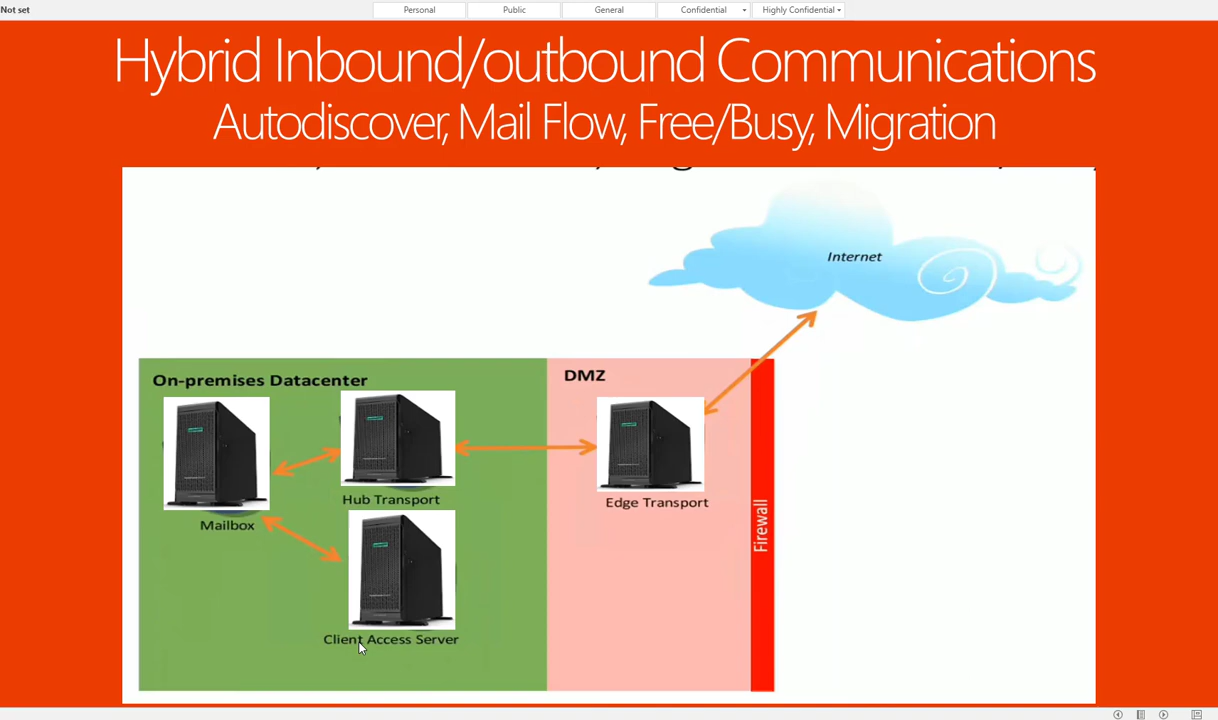 Not set
Personal
Public
General
Confidential
Highly Confidential
Hybrid Inbound/outbound Communications
Autodiscover, Mail Flow, Free/Busy, Migration
Internet
On-premises Datacenter
DMZ
Hub Transport
Edge Transport
Mailbox
Firewall
Client Access Server